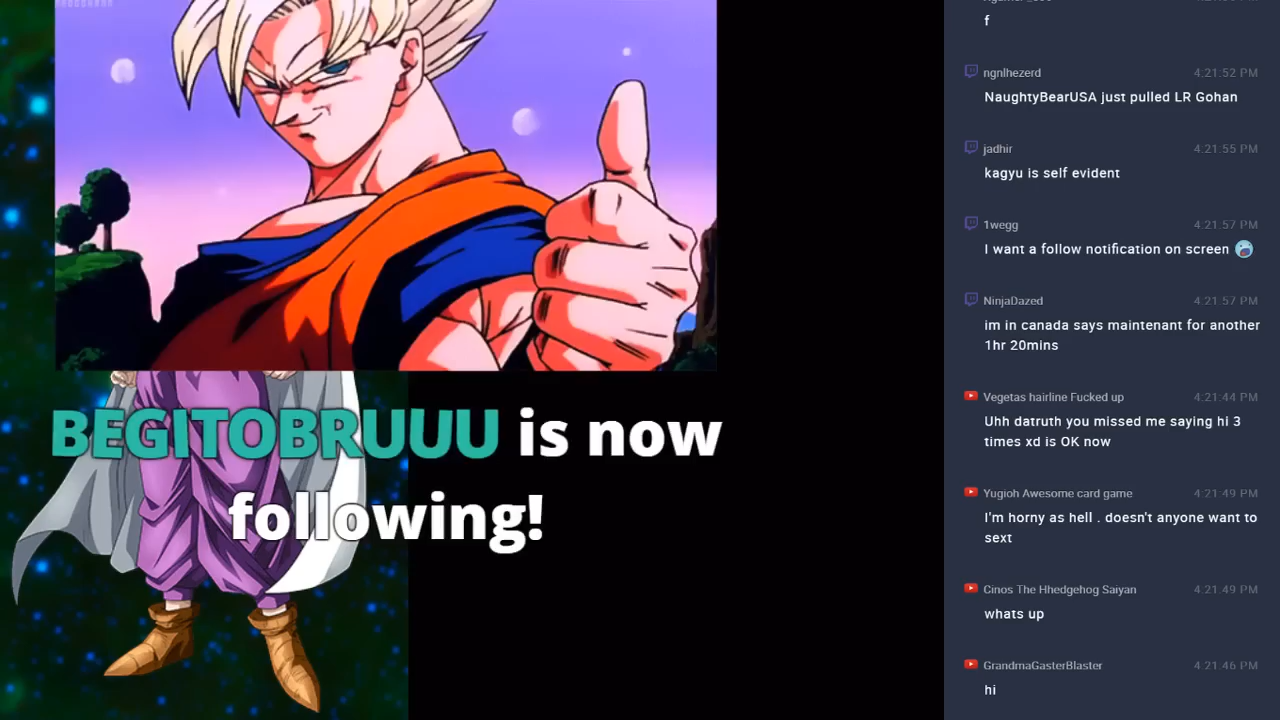 BEGITOBRUUU is now
following!
f
ngnlhezerd 4:21:52 PM
NaughtyBearUSA just pulled LR Gohan
jadhir 4:21:55 PM
kagyu is self evident
1wegg 4:21:57 PM
I want a follow notification on screen
NinjaDazed 4:21:57 PM
im in canada says maintenant for another
1hr 20mins
Vegetas hairline Fucked up 4:21:44 PM
Uhh datruth you missed me saying hi 3
times xd is OK now
Yugioh Awesome card game 4:21:49 PM
I'm horny as hell . doesn't anyone want to
sext
Cinos The Hhedgehog Saiyan 4:21:49 PM
whats up
GrandmaGasterBlaster 4:21:46 PM
hi